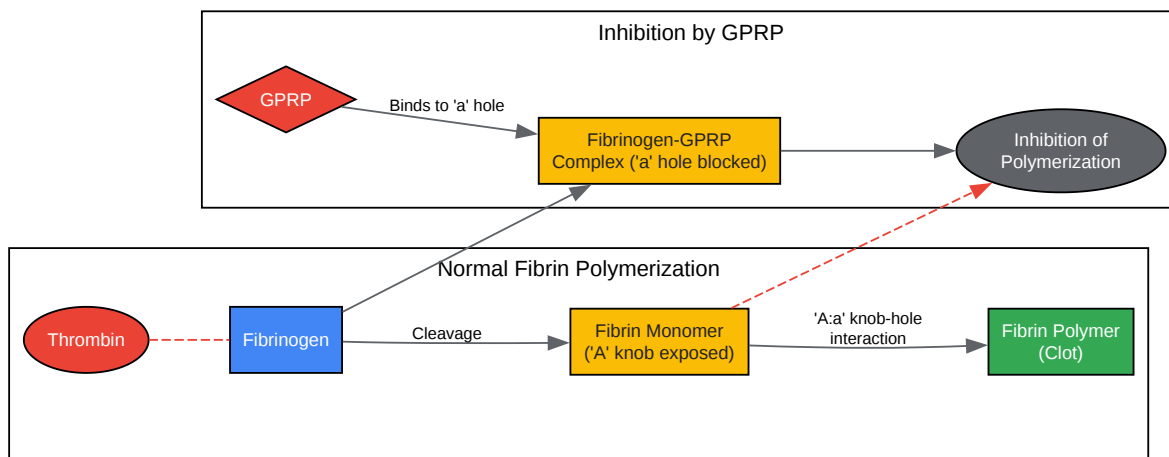 Inhibition by GPRP
GPRP
Binds to 'a' hole
Fibrinogen-GPRP
Complex ('a' hole blocked)
Inhibition of
Polymerization
Normal Fibrin Polymerization
Thrombin
Fibrinogen
Cleavage
Fibrin Monomer
('A' knob exposed)
'A:a' knob-hole
interaction
Fibrin Polymer
(Clot)